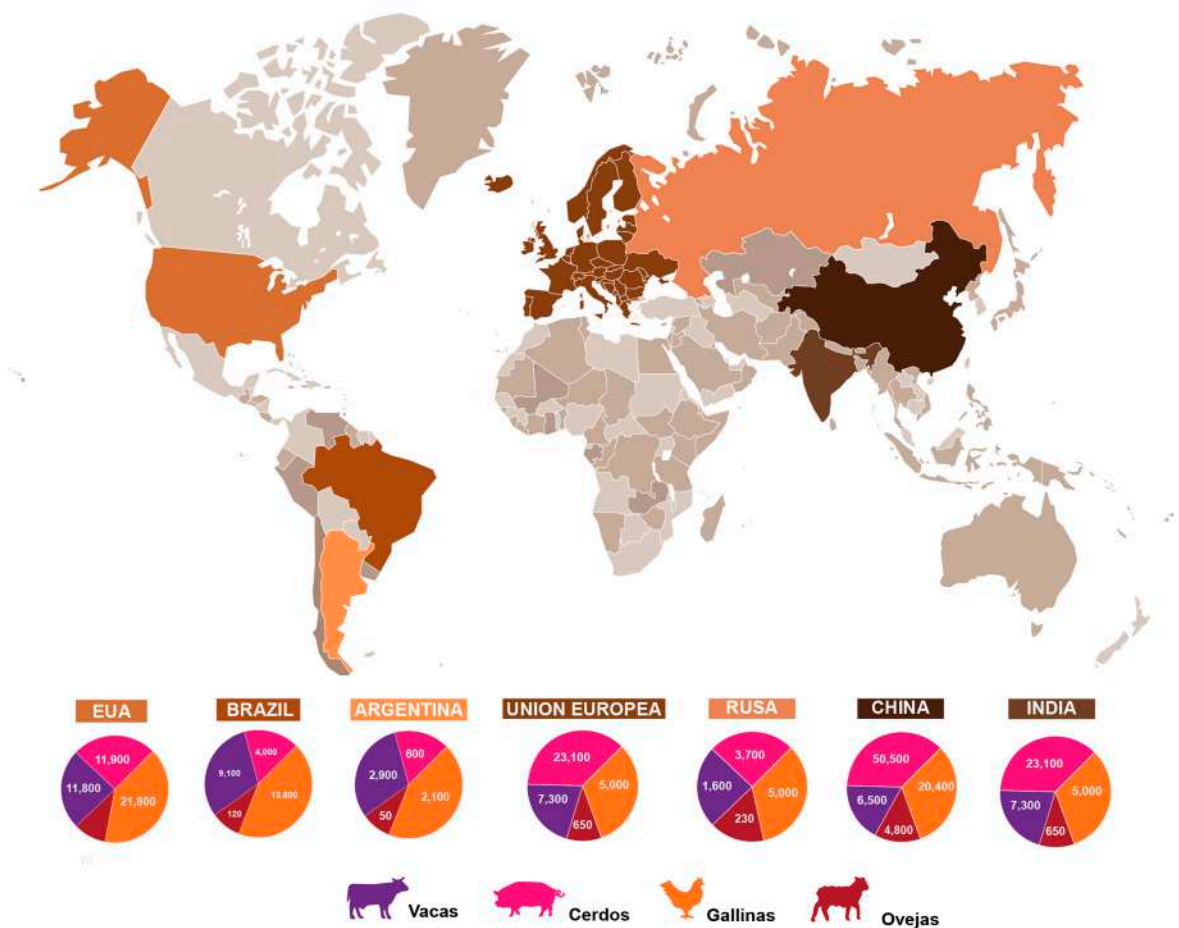 EUA
BRAZIL
ARGENTINA
UNION EUROPEA
RUSA
CHINA
INDIA
11,900
11,800
21,800
4,000
9,100
13,800
120
600
2,900
2,100
50
23,100
7,300
5,000
650
3,700
1,600
5,000
230
50,500
6,500
20,400
4,800
23,100
7,300
5,000
650
Vacas
Cerdos
Gallinas
Ovejas